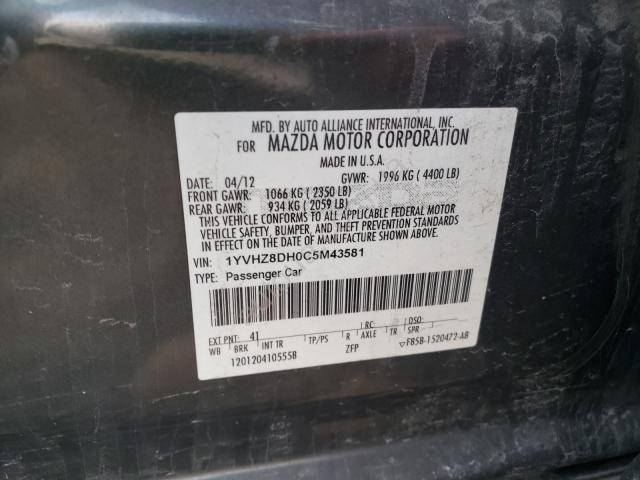 MFD. BY AUTO ALLIANCE INTERNATIONAL, INC.
FOR MAZDA MOTOR CORPORATION
MADE IN U.S.A.
04/12 GVWR: 1996 KG ( 4400 LB)
FRONT GAWR: 1066 KG ( 2350 LB)
REAR GAWR: 934 KG ( 2059 LB)
THIS VEHICLE CONFORMS TO ALL APPLICABLE FEDERAL MOTOR
VEHICLE SAFETY, BUMPER, AND THEFT PREVENTION STANDARDS
IN EFFECT ON THE DATE OF MANUFACTURE SHOWN ABOVE.
VIN: 1YVHZ8DH0C5M43581
TYPE: Passenger Car
EXT PNT: 41 RC: DSO:
WB BRK INT TR TP/PS R AXLE TR SPR
120120410555B ZFP ▽F85B-1520472-AB